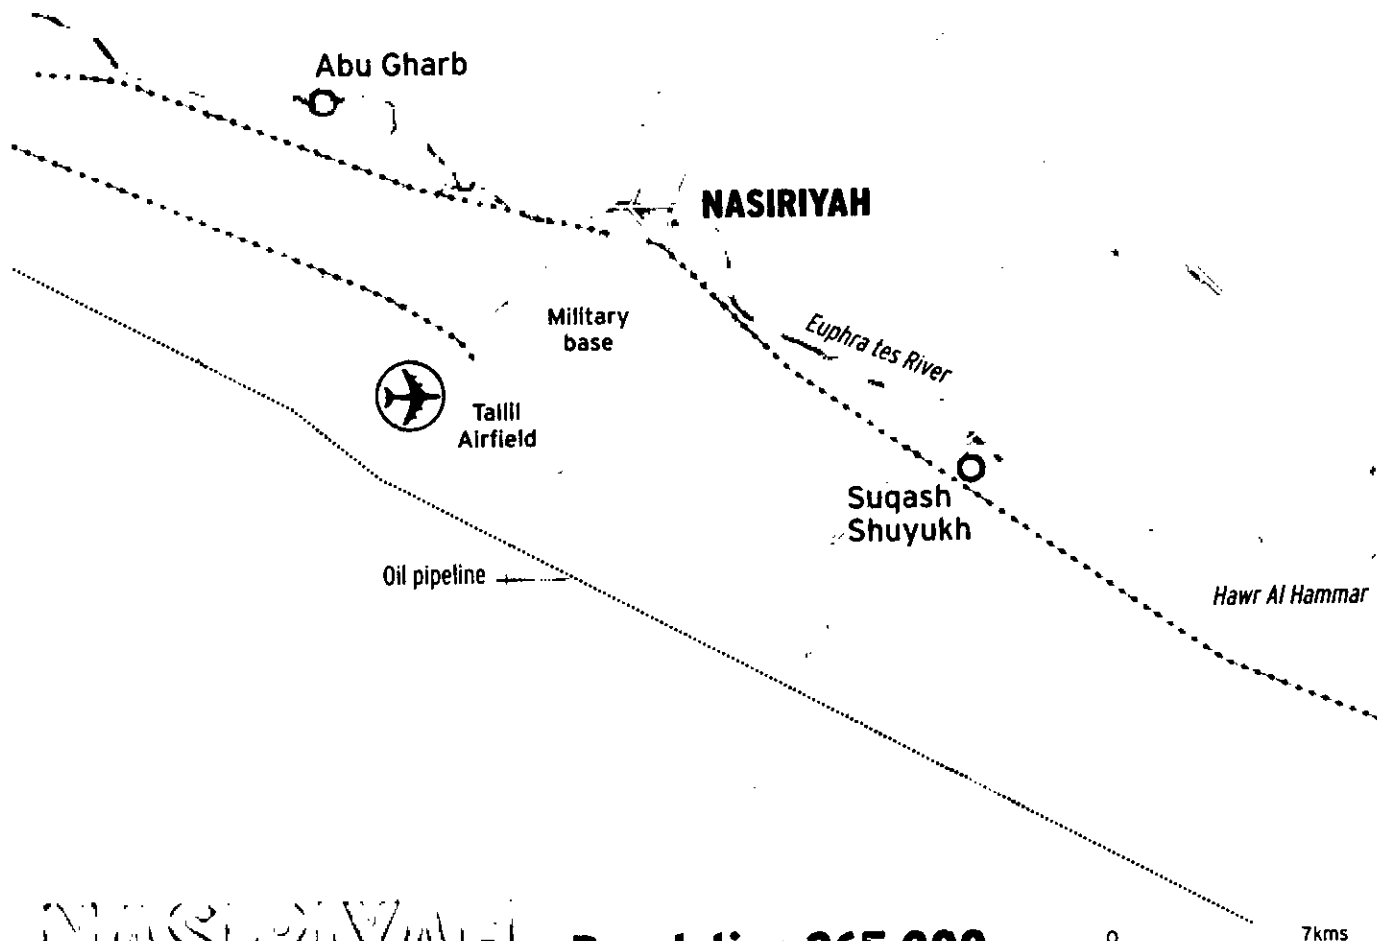 Abu Gharb
NASIRIYAH
Military
base
Euphra tes River
Tallil
Airfield
Suqash
Shuyukh
Oil pipeline
Hawr Al Hammar
0
7kms